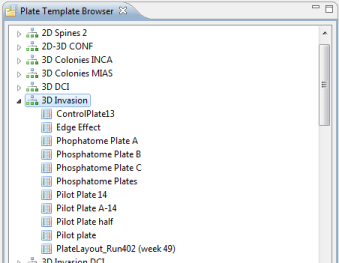 Plate Template Browser
2D Spines 2
2D-3D CONF
3D Colonies INCA
3D Colonies MIAS
3D DCI
3D Invasion
ControlPlate13
Edge Effect
Phophatome Plate A
Phosphatome Plate B
Phosphatome Plate C
Phosphatome Plates
Pilot Plate 14
Pilot Plate A-14
Pilot Plate half
Pilot plate
PlateLayout_Run402 (week 49)
3D Invasion DCI